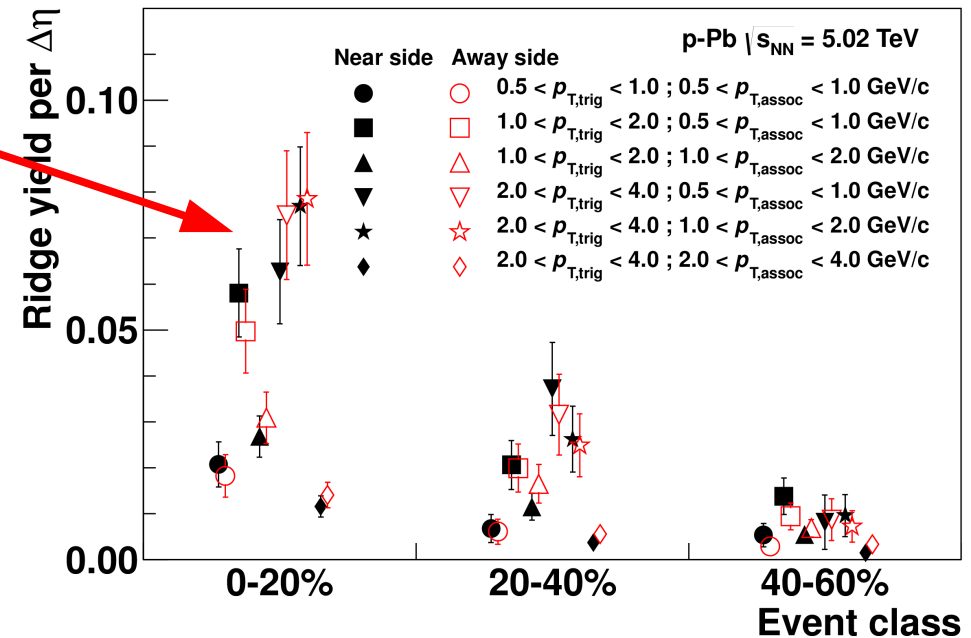 Ridge yield per Δη
p-Pb √sNN = 5.02 TeV
Near side Away side
0.5 < pT,trig < 1.0 ; 0.5 < pT,assoc < 1.0 GeV/c
1.0 < pT,trig < 2.0 ; 0.5 < pT,assoc < 1.0 GeV/c
1.0 < pT,trig < 2.0 ; 1.0 < pT,assoc < 2.0 GeV/c
2.0 < pT,trig < 4.0 ; 0.5 < pT,assoc < 1.0 GeV/c
2.0 < pT,trig < 4.0 ; 1.0 < pT,assoc < 2.0 GeV/c
2.0 < pT,trig < 4.0 ; 2.0 < pT,assoc < 4.0 GeV/c
0.10
0.05
0.00
0-20% 20-40% 40-60%
Event class